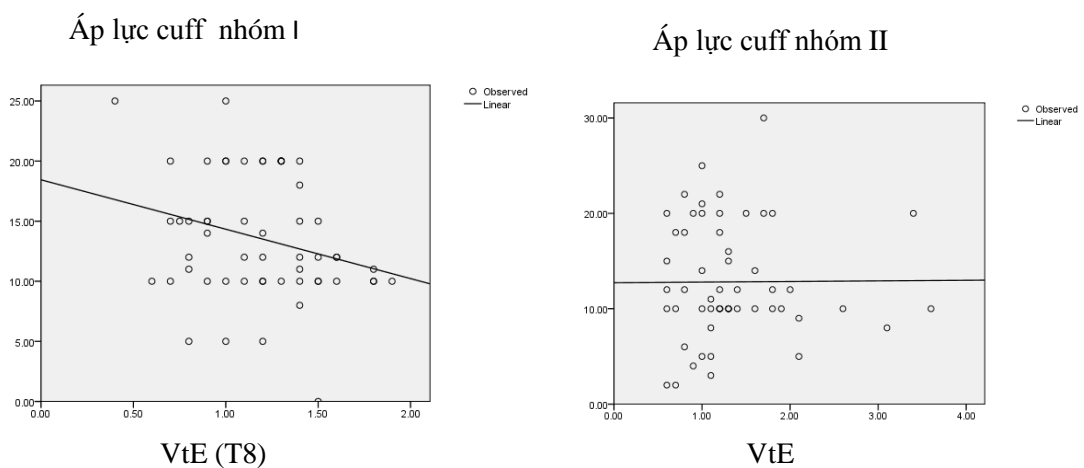 Áp lực cuff nhóm I
Observed
Linear
25.00
20.00
15.00
10.00
5.00
0.00
0.00 0.50 1.00 1.50 2.00
VtE (T8)
Áp lực cuff nhóm II
Observed
Linear
30.00
20.00
10.00
0.00
0.00 1.00 2.00 3.00 4.00
VtE